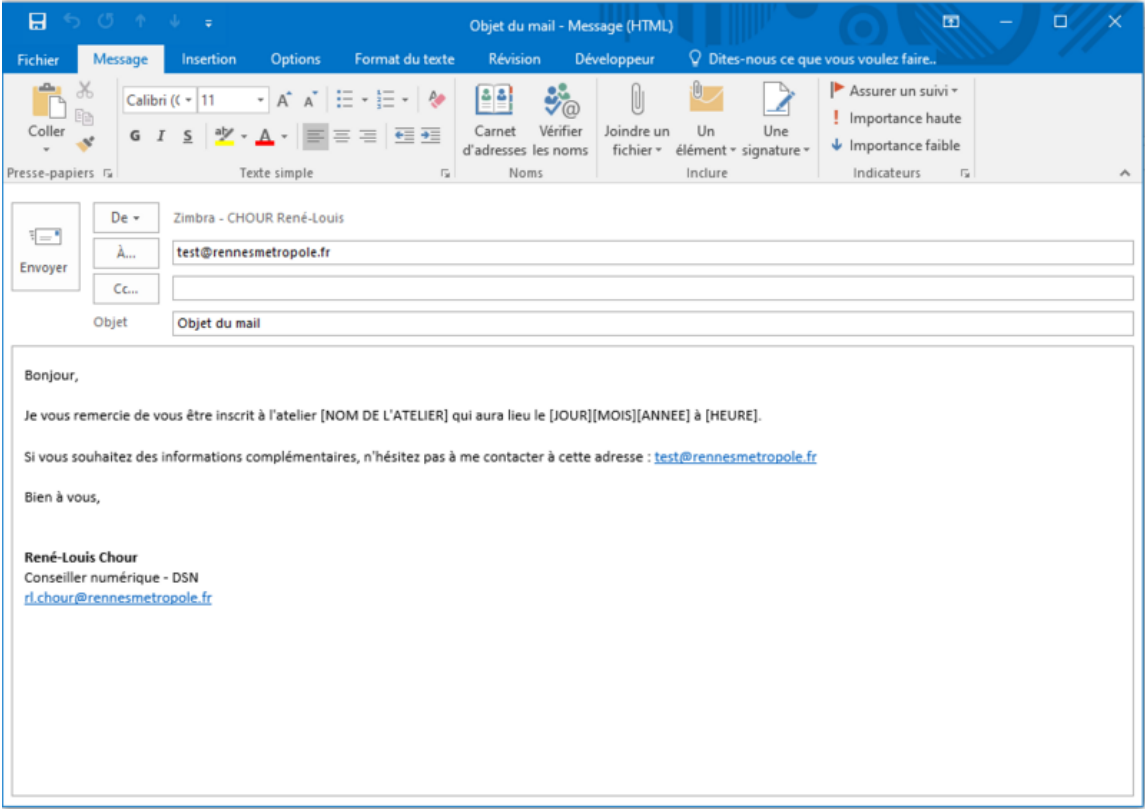 Objet du mail - Message (HTML)
Fichier Message Insertion Options Format du texte Révision Développeur Dites-nous ce que vous voulez faire..
Coller
Presse-papiers
Calibri (C 11
G I S
Texte simple
Carnet d'adresses
Vérifier les noms
Noms
Joindre un fichier
Un élément
Une signature
Inclure
Assurer un suivi
Importance haute
Importance faible
Indicateurs
Envoyer
De Zimbra - CHOUR René-Louis
À... test@rennesmetropole.fr
Cc...
Objet Objet du mail
Bonjour,
Je vous remercie de vous être inscrit à l'atelier [NOM DE L'ATELIER] qui aura lieu le [JOUR][MOIS][ANNEE] à [HEURE].
Si vous souhaitez des informations complémentaires, n'hésitez pas à me contacter à cette adresse : test@rennesmetropole.fr
Bien à vous,
René-Louis Chour
Conseiller numérique - DSN
rl.chour@rennesmetropole.fr